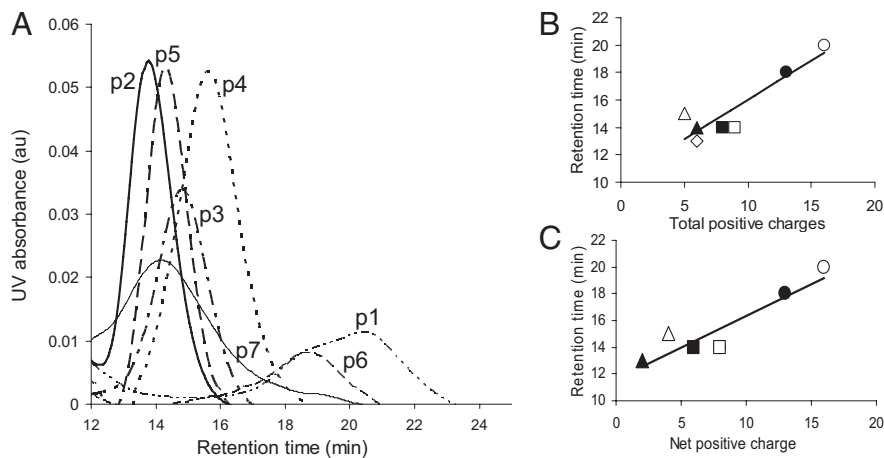 A
0.06
0.05
0.04
0.03
0.02
0.01
0
UV absorbance (au)
p2
p5
p4
p3
p7
p1
p6
12
14
16
18
20
22
24
Retention time (min)
B
22
20
18
16
14
12
10
Retention time (min)
0
5
10
15
20
Total positive charges
C
22
20
18
16
14
12
10
Retention time (min)
0
5
10
15
20
Net positive charge